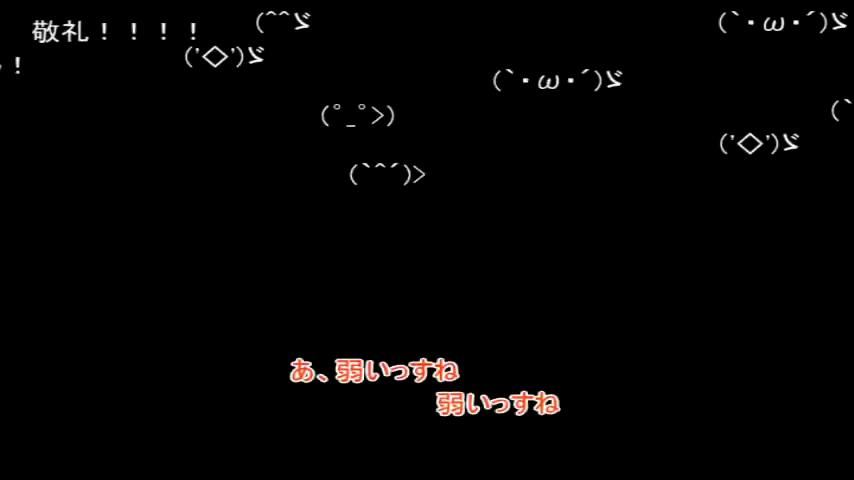 敬礼！！！！
(^^ゞ
(`・ω・´)ゞ
('◇')ゞ
！
(`・ω・´)ゞ
(ﾟ_ﾟ>)
(`
('◇')ゞ
(`^´)>
あ、弱いっすね
弱いっすね